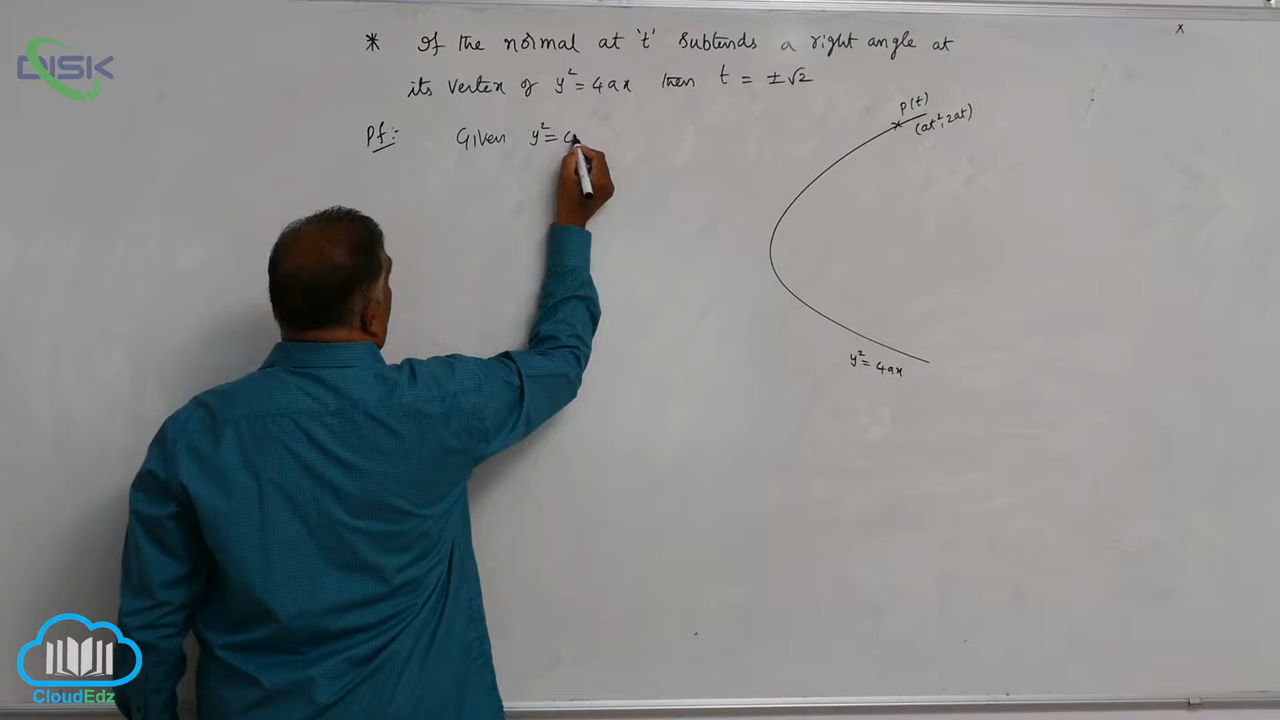 DISK
* If the normal at 't' subtends a right angle at
its vertex of y² = 4ax then t = ±√2
Pf:- Given y² = 4
P(t)
(at², 2at)
y² = 4ax
x
CloudEdz